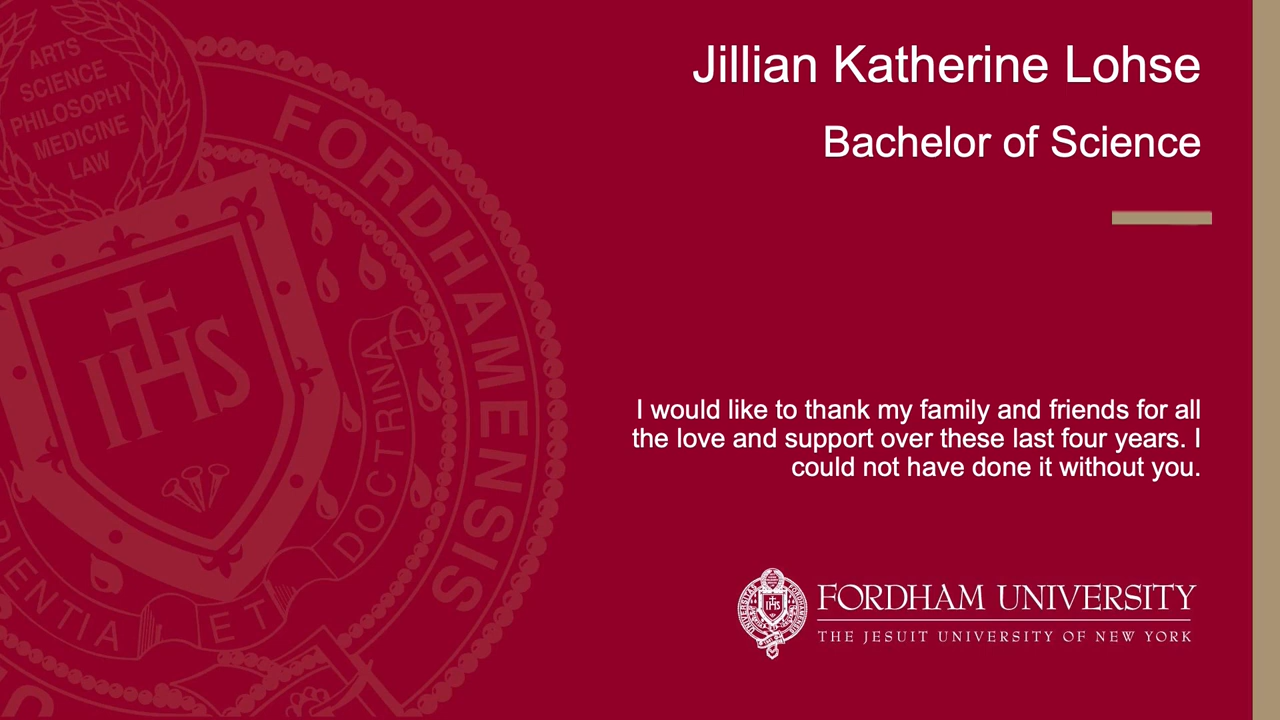 Jillian Katherine Lohse
Bachelor of Science
I would like to thank my family and friends for all
the love and support over these last four years. I
could not have done it without you.
FORDHAM UNIVERSITY
THE JESUIT UNIVERSITY OF NEW YORK
ARTS
SCIENCE
PHILOSOPHY
MEDICINE
LAW
FORDHAMENSIS
IHS
DOCTRINA
ET